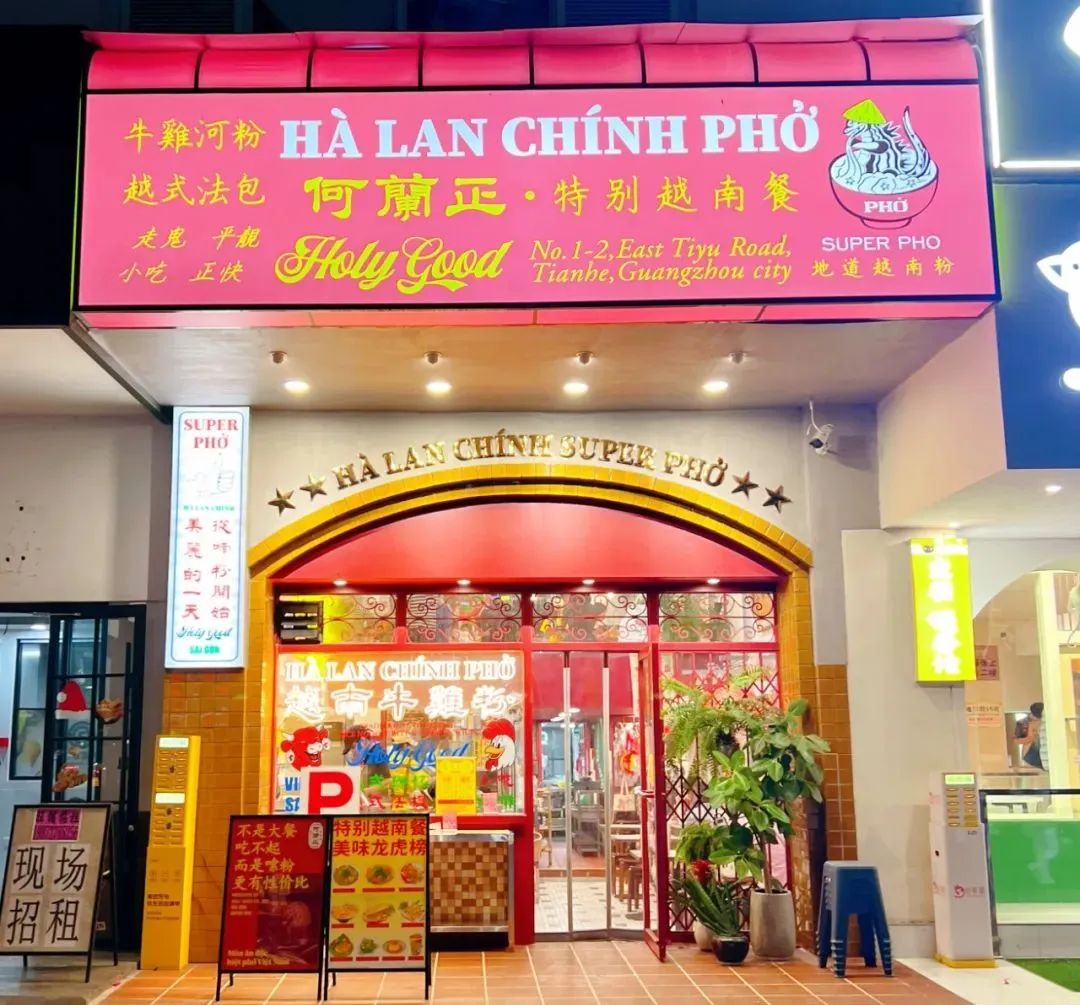 牛雞河粉
越式法包
走鬼 平靚
小吃 正快
HÀ LAN CHÍNH PHỞ
何蘭正·特别越南餐
Holy Good
No.1-2,East Tiyu Road,
Tianhe,Guangzhou city
PHỞ
SUPER PHO
地道越南粉
HÀ LAN CHÍNH SUPER PHỞ
SUPER
PHỞ
HÀ LAN CHÍNH
從嗦粉開始
美麗的一天
Holy Good
SÀI GÒN
HÀ LAN CHÍNH PHỞ
越南牛雞粉
Holy Good
P
现场
招租
不是大餐
吃不起
而是嗦粉
更有性价比
特别越南餐
美味龙虎榜